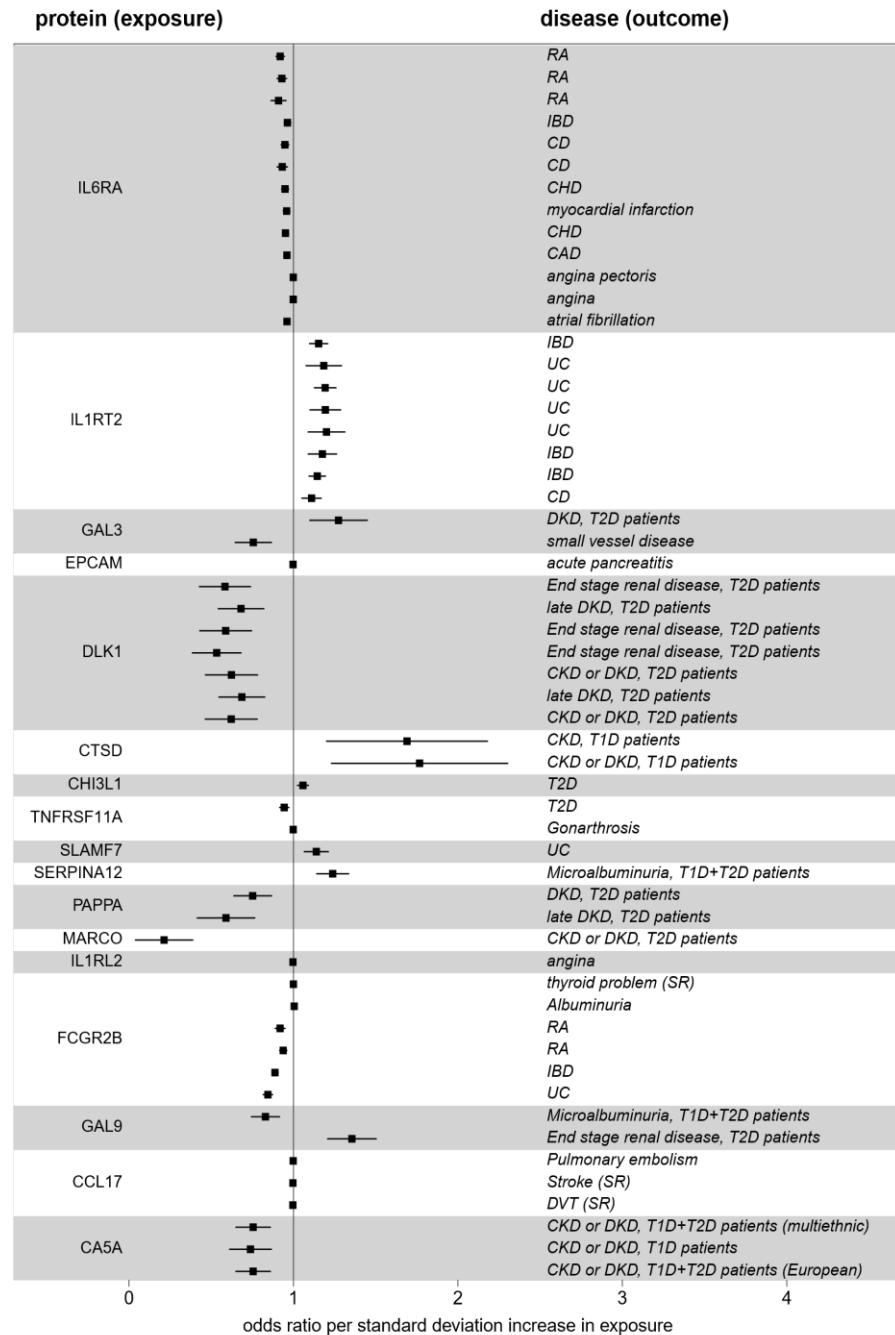 protein (exposure) disease (outcome)
RA
RA
RA
IBD
CD
CD
IL6RA CHD
myocardial infarction
CHD
CAD
angina pectoris
angina
atrial fibrillation
IBD
UC
UC
IL1RT2 UC
UC
IBD
IBD
CD
GAL3 DKD, T2D patients
small vessel disease
EPCAM acute pancreatitis
End stage renal disease, T2D patients
late DKD, T2D patients
End stage renal disease, T2D patients
DLK1 End stage renal disease, T2D patients
CKD or DKD, T2D patients
late DKD, T2D patients
CKD or DKD, T2D patients
CTSD CKD, T1D patients
CKD or DKD, T1D patients
CHI3L1 T2D
TNFRSF11A T2D
Gonarthrosis
SLAMF7 UC
SERPINA12 Microalbuminuria, T1D+T2D patients
PAPPA DKD, T2D patients
late DKD, T2D patients
MARCO CKD or DKD, T2D patients
IL1RL2 angina
thyroid problem (SR)
Albuminuria
FCGR2B RA
RA
IBD
UC
GAL9 Microalbuminuria, T1D+T2D patients
End stage renal disease, T2D patients
Pulmonary embolism
CCL17 Stroke (SR)
DVT (SR)
CKD or DKD, T1D+T2D patients (multiethnic)
CA5A CKD or DKD, T1D patients
CKD or DKD, T1D+T2D patients (European)
0 1 2 3 4
odds ratio per standard deviation increase in exposure